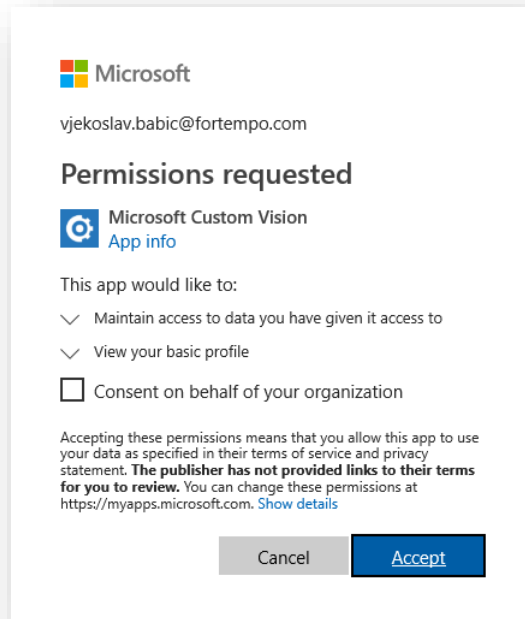 Microsoft
vjekoslav.babic@fortempo.com
Permissions requested
Microsoft Custom Vision
App info
This app would like to:
Maintain access to data you have given it access to
View your basic profile
Consent on behalf of your organization
Accepting these permissions means that you allow this app to use
your data as specified in their terms of service and privacy
statement. The publisher has not provided links to their terms
for you to review. You can change these permissions at
https://myapps.microsoft.com. Show details
Cancel Accept